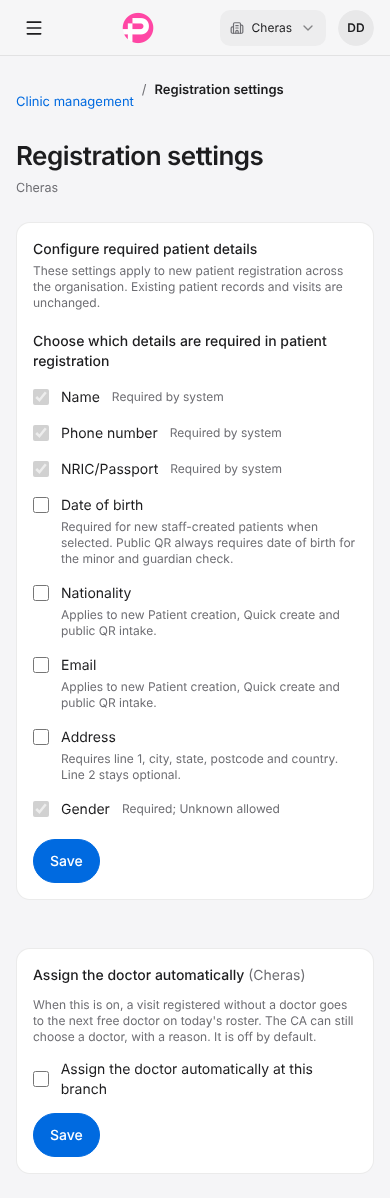 Cheras
DD
Clinic management / Registration settings
Registration settings
Cheras
Configure required patient details
These settings apply to new patient registration across
the organisation. Existing patient records and visits are
unchanged.
Choose which details are required in patient
registration
Name Required by system
Phone number Required by system
NRIC/Passport Required by system
Date of birth
Required for new staff-created patients when
selected. Public QR always requires date of birth for
the minor and guardian check.
Nationality
Applies to new Patient creation, Quick create and
public QR intake.
Email
Applies to new Patient creation, Quick create and
public QR intake.
Address
Requires line 1, city, state, postcode and country.
Line 2 stays optional.
Gender Required; Unknown allowed
Save
Assign the doctor automatically (Cheras)
When this is on, a visit registered without a doctor goes
to the next free doctor on today's roster. The CA can still
choose a doctor, with a reason. It is off by default.
Assign the doctor automatically at this
branch
Save